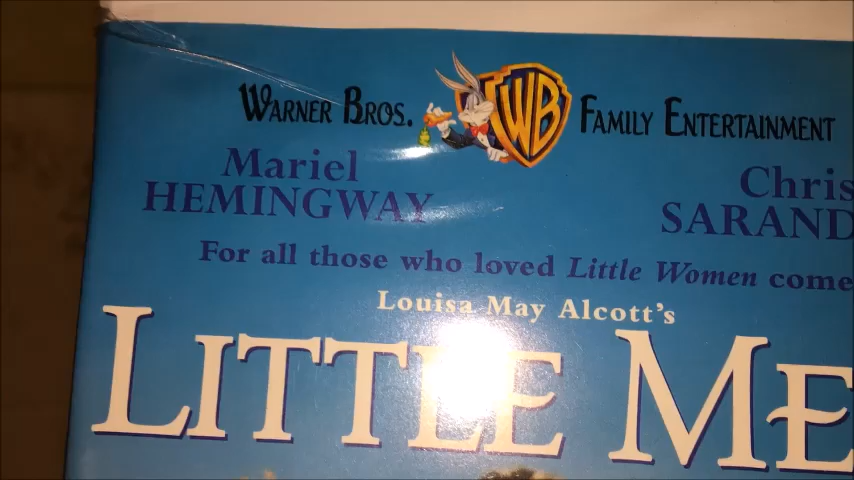 WARNER BROS. WB FAMILY ENTERTAINMENT
Mariel Chris
HEMINGWAY SARAND
For all those who loved Little Women come
Louisa May Alcott's
LITTLE ME